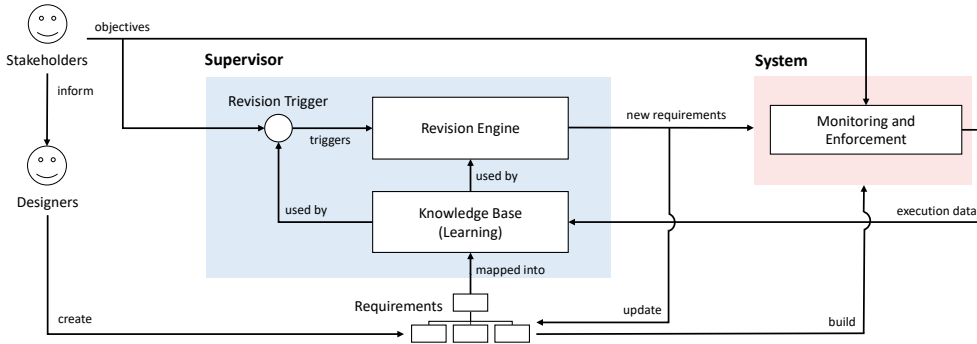 objectives
Stakeholders
Supervisor
System
inform
Revision Trigger
Revision Engine
triggers
new requirements
Monitoring and
Enforcement
used by
Designers
used by
Knowledge Base
(Learning)
execution data
mapped into
Requirements
create
update
build